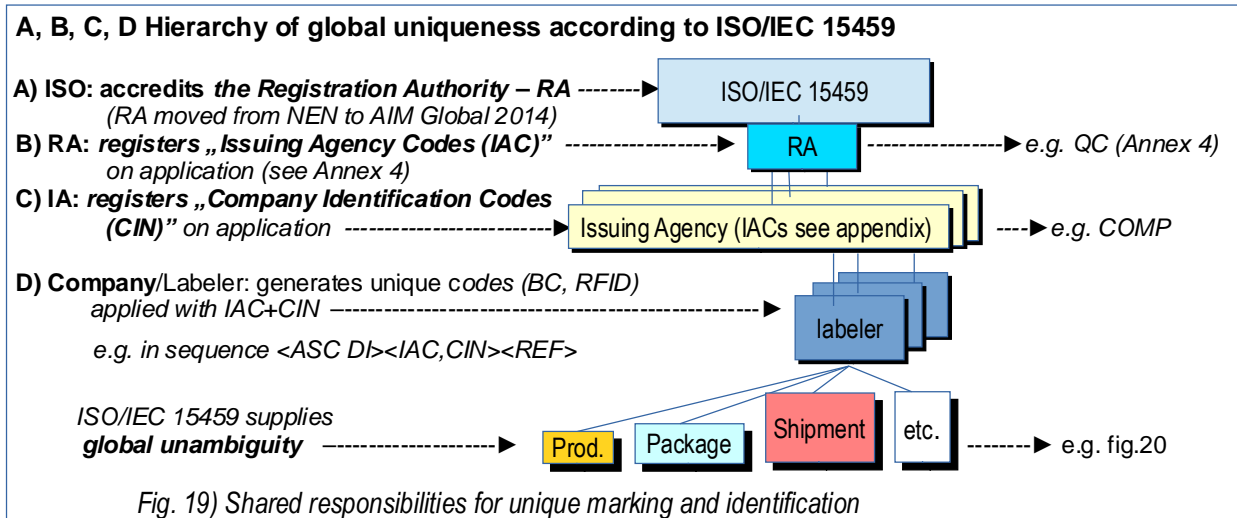 A, B, C, D Hierarchy of global uniqueness according to ISO/IEC 15459
A) ISO: accredits the Registration Authority – RA --------► ISO/IEC 15459
(RA moved from NEN to AIM Global 2014)
B) RA: registers „Issuing Agency Codes (IAC)” ------------------► RA -----------------► e.g. QC (Annex 4)
on application (see Annex 4)
C) IA: registers „Company Identification Codes
(CIN)” on application ---------------------------► Issuing Agency (IACs see appendix) ----► e.g. COMP
D) Company/Labeler: generates unique codes (BC, RFID)
applied with IAC+CIN –--------------------------------------------------► labeler
e.g. in sequence <ASC DI><IAC,CIN><REF>
ISO/IEC 15459 supplies
global unambiguity –----------------------► Prod. Package Shipment etc. ---------► e.g. fig.20
Fig. 19) Shared responsibilities for unique marking and identification